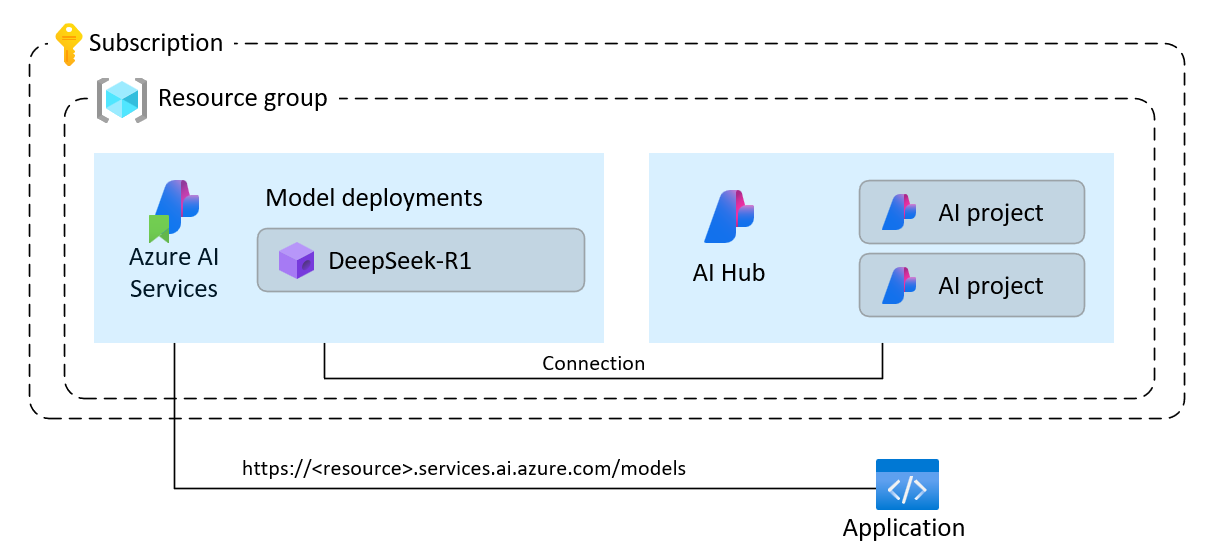 Subscription
Resource group
Model deployments
Azure AI
Services
DeepSeek-R1
AI Hub
AI project
AI project
Connection
https://<resource>.services.ai.azure.com/models
</>
Application